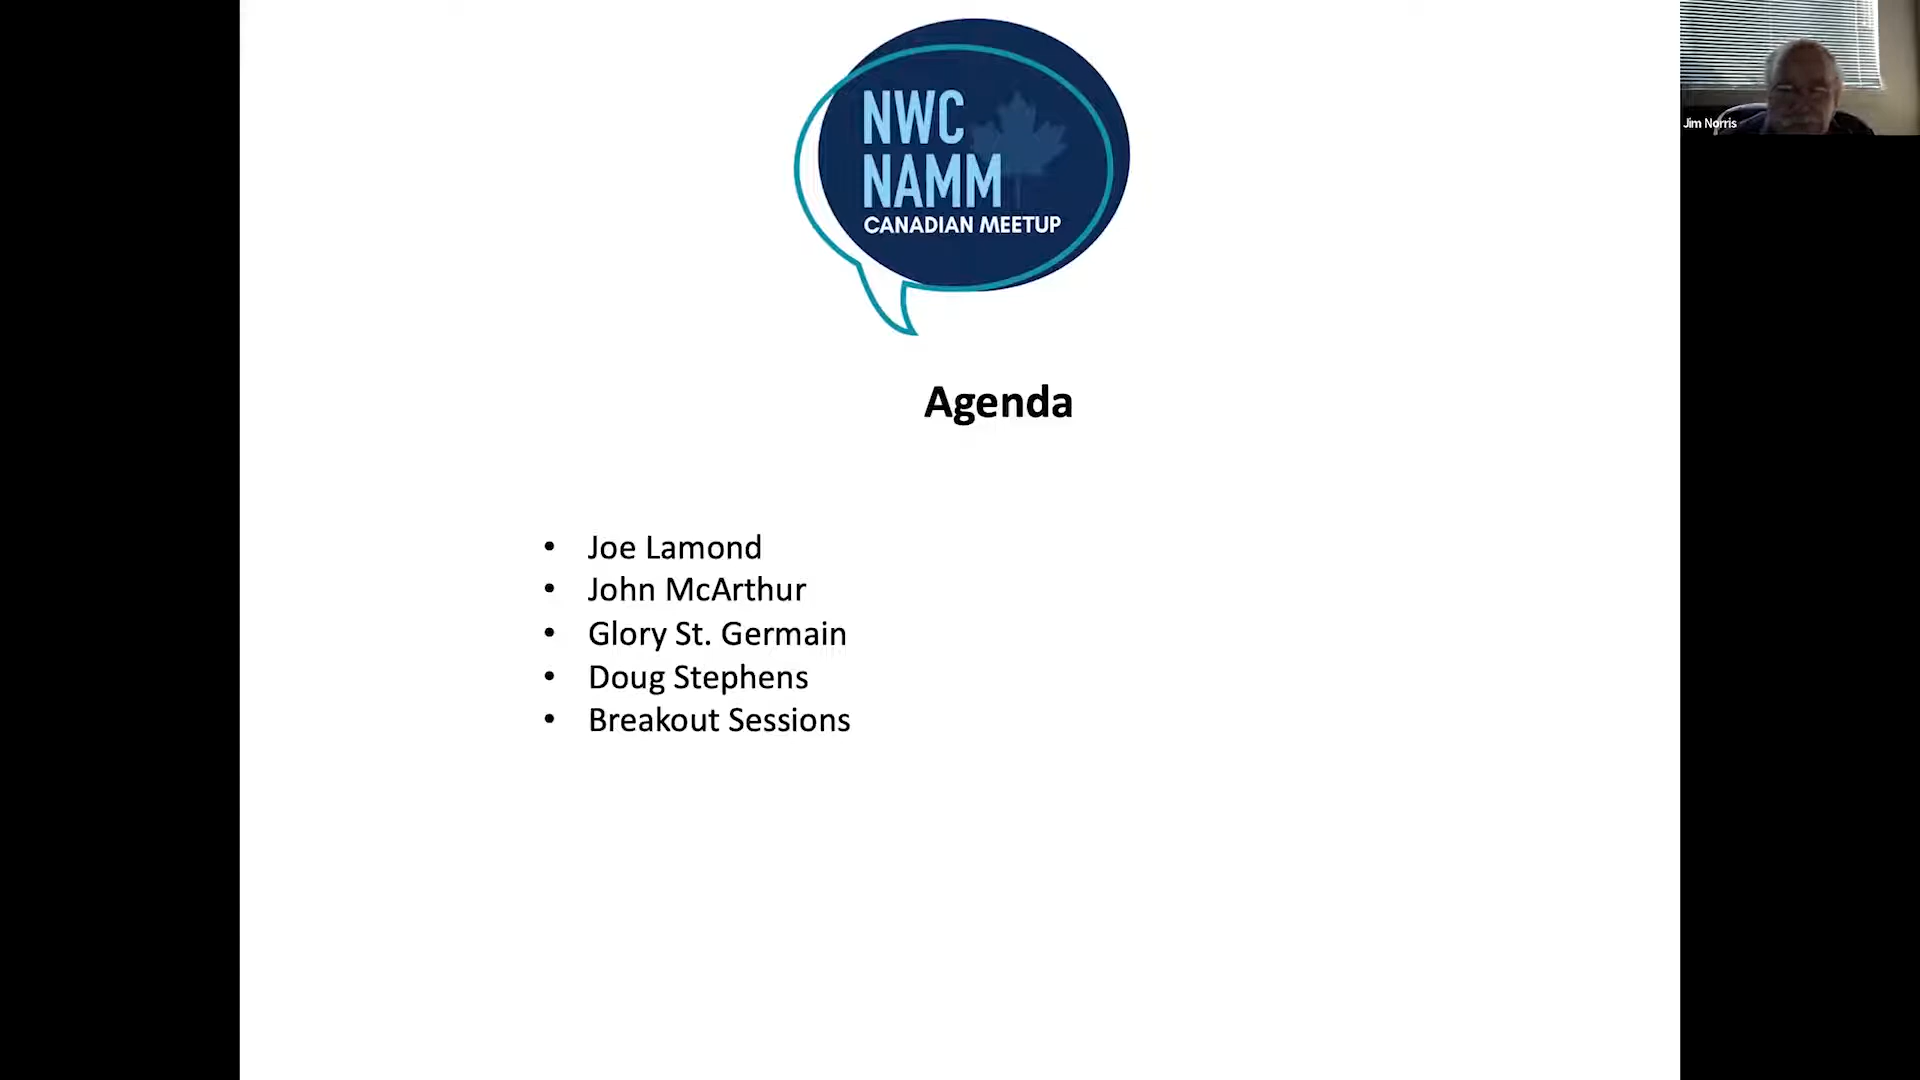 NWC
NAMM
CANADIAN MEETUP
Jim Norris
Agenda
• Joe Lamond
• John McArthur
• Glory St. Germain
• Doug Stephens
• Breakout Sessions